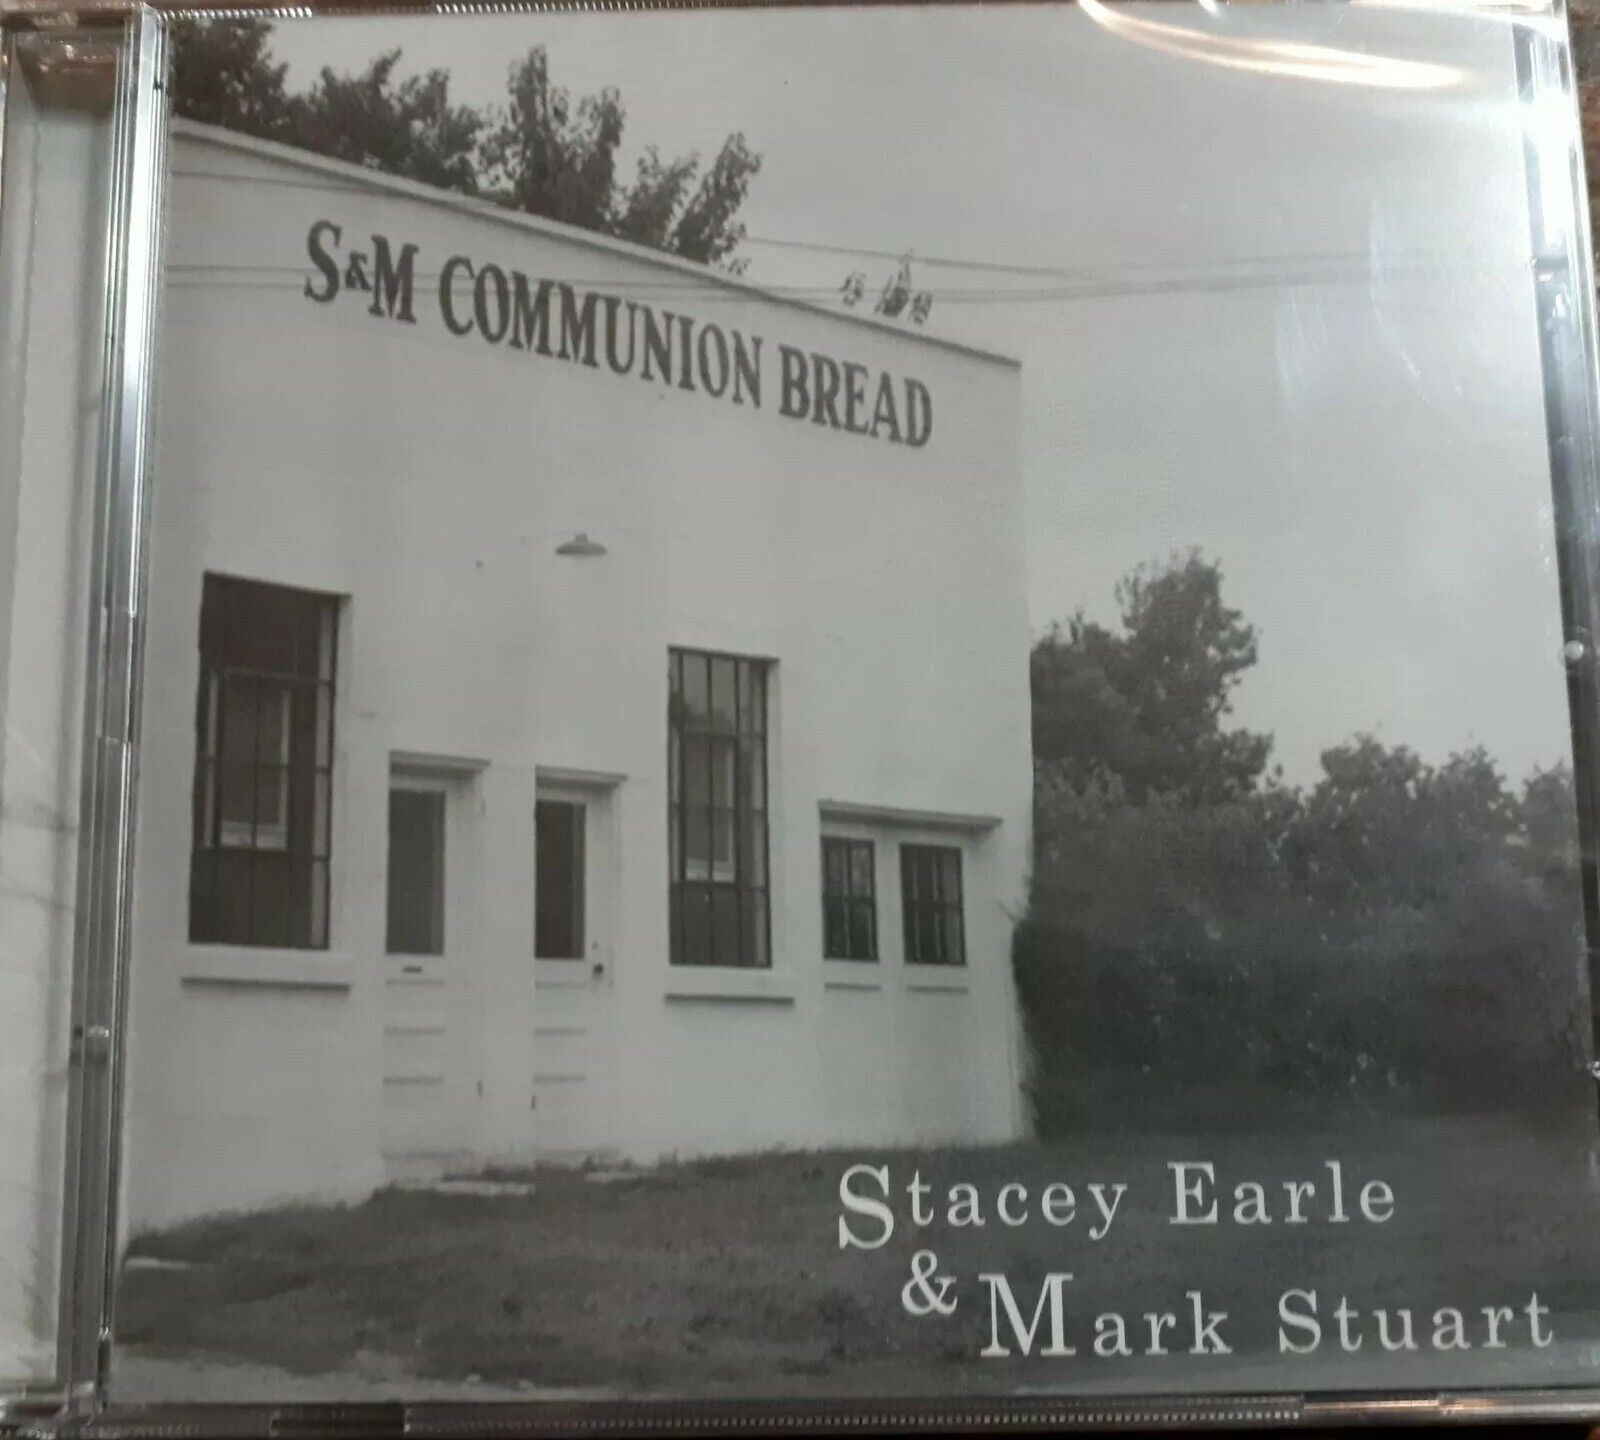 S&M COMMUNION BREAD
Stacey Earle
& Mark Stuart